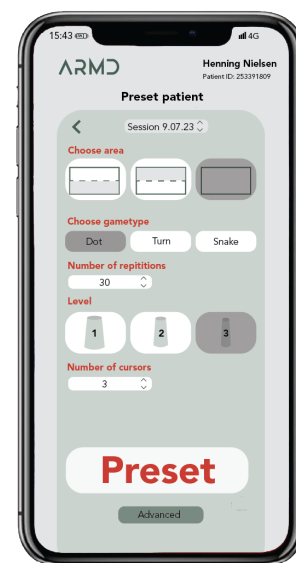 15:43
4G
ARMD
Henning Nielsen
Patient ID: 253391809
Preset patient
Session 9.07.23
Choose area
Choose gametype
Dot Turn Snake
Number of repititions
30
Level
1 2 3
Number of cursors
3
Preset
Advanced